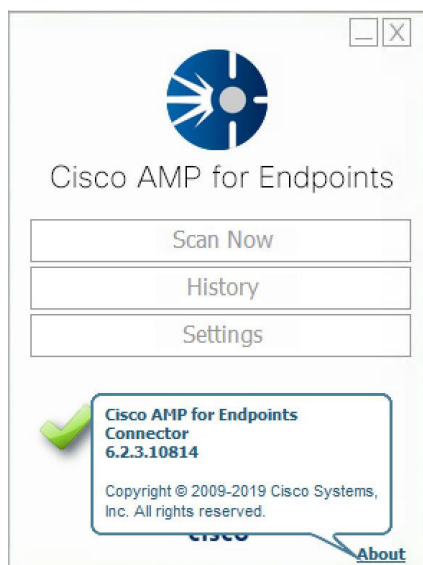 Cisco AMP for Endpoints
Scan Now
History
Settings
Cisco AMP for Endpoints
Connector
6.2.3.10814
Copyright © 2009-2019 Cisco Systems,
Inc. All rights reserved.
cisco
About